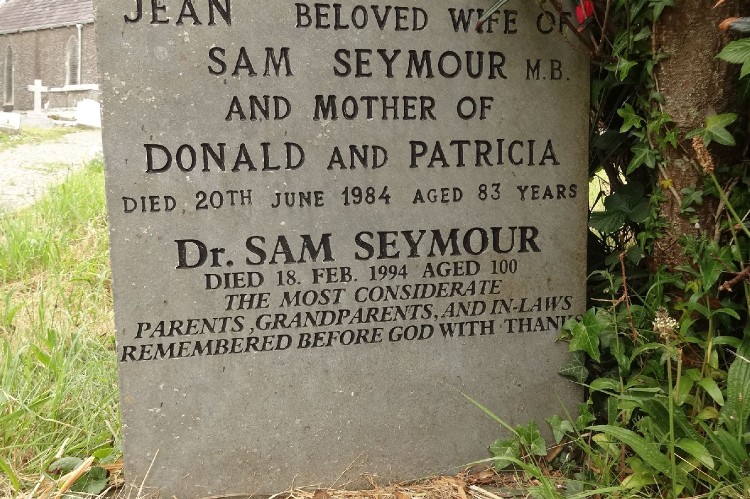 JEAN BELOVED WIFE OF
SAM SEYMOUR M.B.
AND MOTHER OF
DONALD AND PATRICIA
DIED 20TH JUNE 1984 AGED 83 YEARS
Dr. SAM SEYMOUR
DIED 18. FEB. 1994 AGED 100
THE MOST CONSIDERATE
PARENTS, GRANDPARENTS, AND IN-LAWS
REMEMBERED BEFORE GOD WITH THANKS